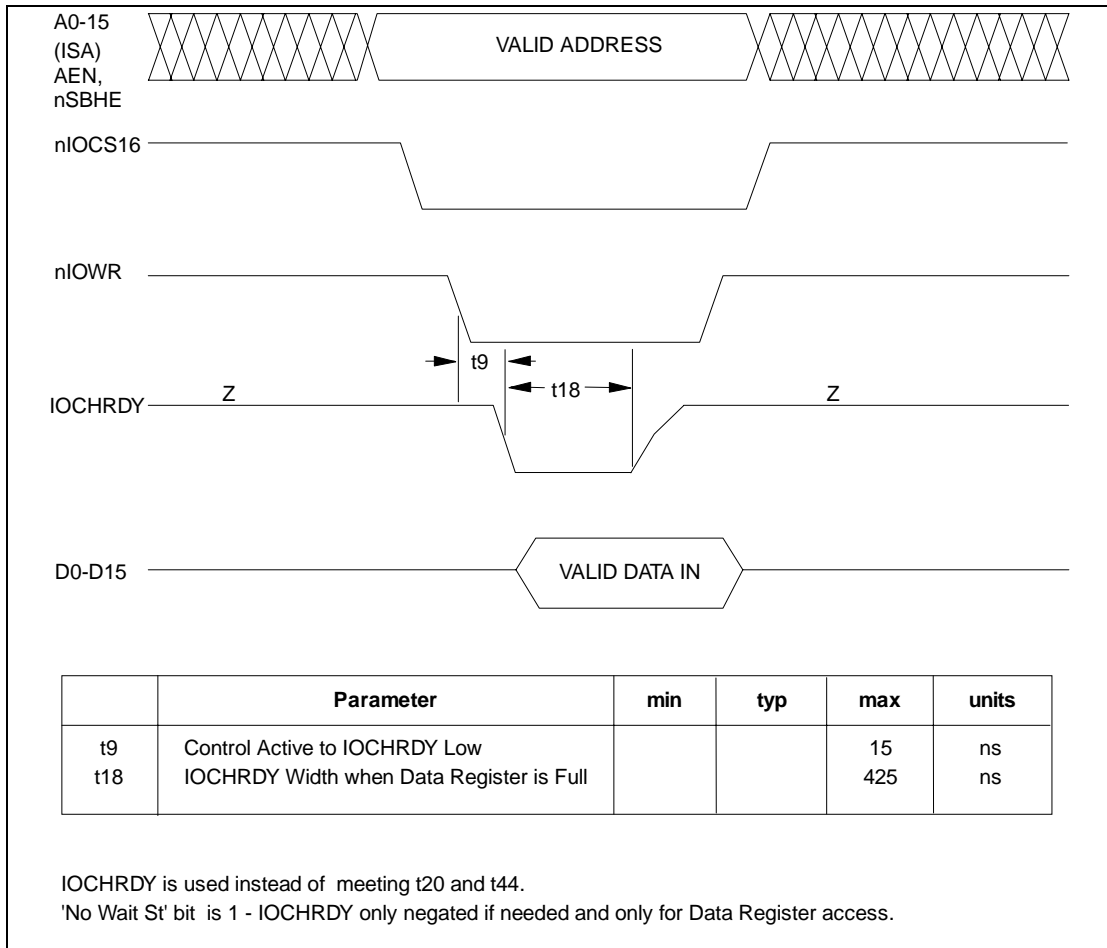 A0-15
(ISA)
AEN,
nSBHE
VALID ADDRESS
nIOCS16
nIOWR
t9
t18
IOCHRDY
Z
Z
D0-D15
VALID DATA IN
Parameter min typ max units
t9 Control Active to IOCHRDY Low 15 ns
t18 IOCHRDY Width when Data Register is Full 425 ns
IOCHRDY is used instead of meeting t20 and t44.
'No Wait St' bit is 1 - IOCHRDY only negated if needed and only for Data Register access.